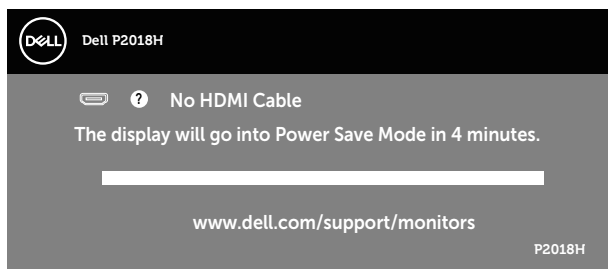 DELL Dell P2018H
? No HDMI Cable
The display will go into Power Save Mode in 4 minutes.
www.dell.com/support/monitors
P2018H